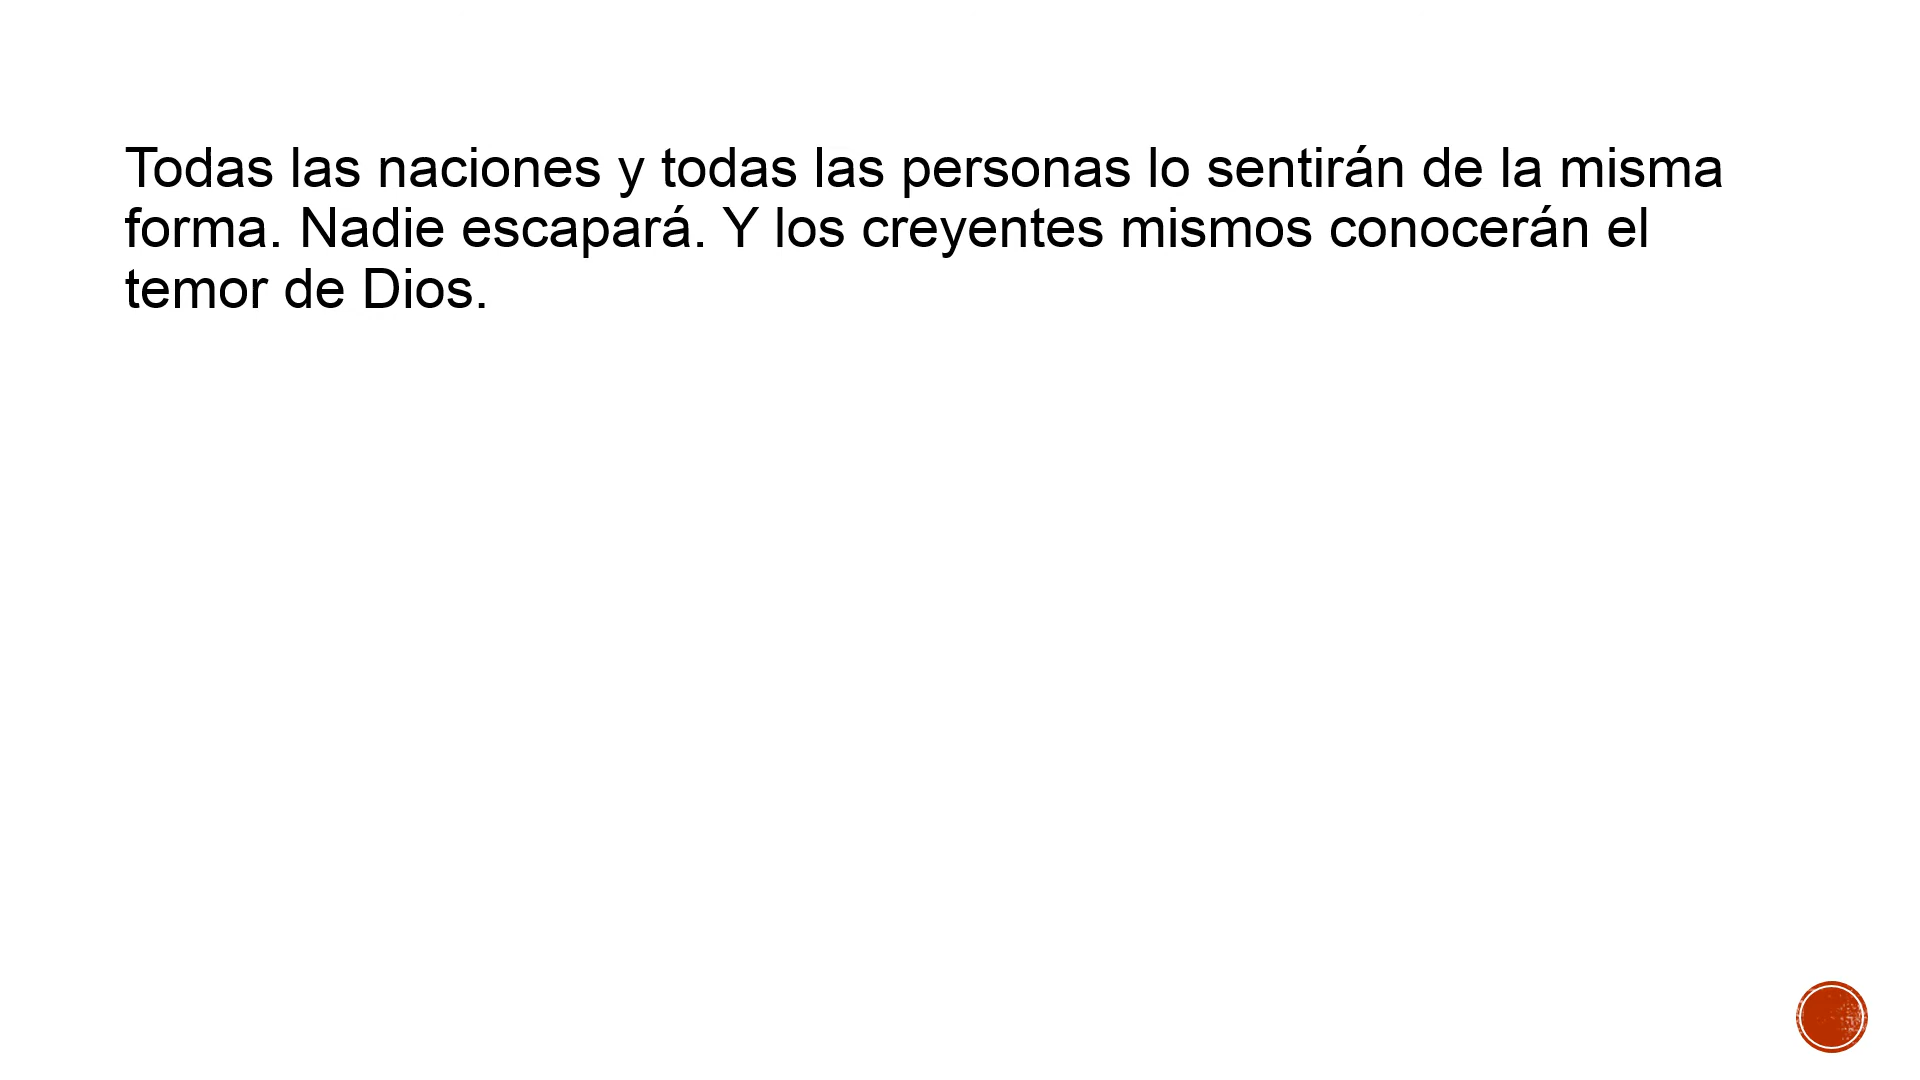 Todas las naciones y todas las personas lo sentirán de la misma
forma. Nadie escapará. Y los creyentes mismos conocerán el
temor de Dios.